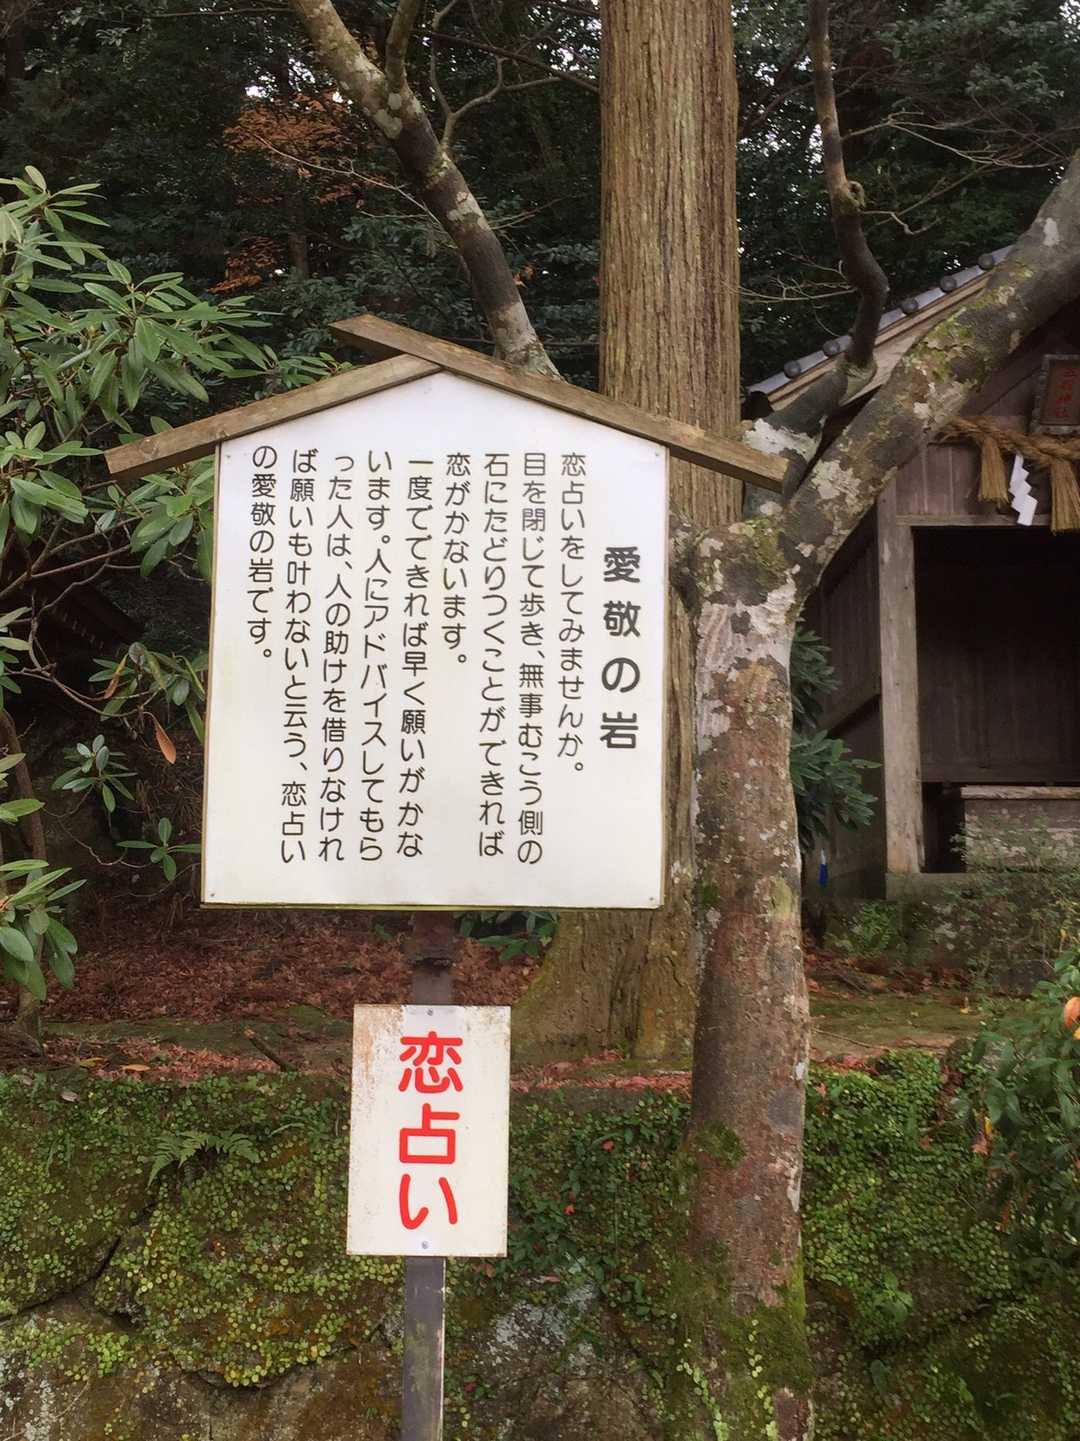 愛敬の岩
恋占いをしてみませんか。
目を閉じて歩き、無事むこう側の
石にたどりつくことができれば
恋がかないます。
一度でできれば早く願いがかな
います。人にアドバイスしてもら
った人は、人の助けを借りなけれ
ば願いも叶わないと云う、恋占い
の愛敬の岩です。
恋占い